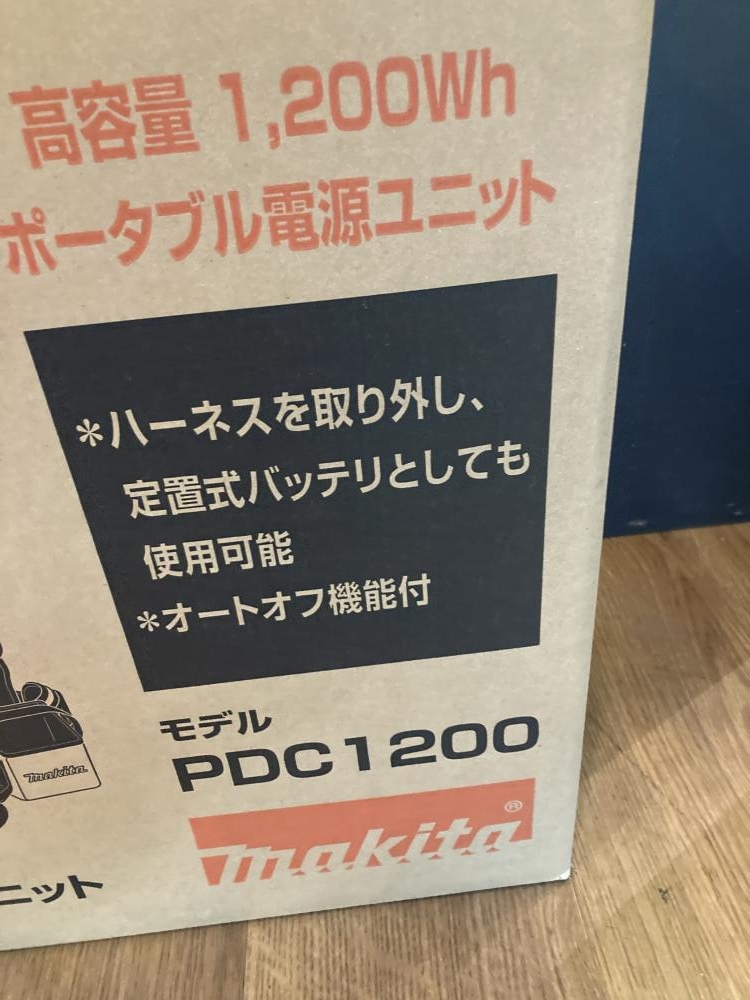 高容量 1,200Wh
ポータブル電源ユニット
*ハーネスを取り外し、
定置式バッテリとしても
使用可能
*オートオフ機能付
モデル
PDC1200
makita
makita®
ニット